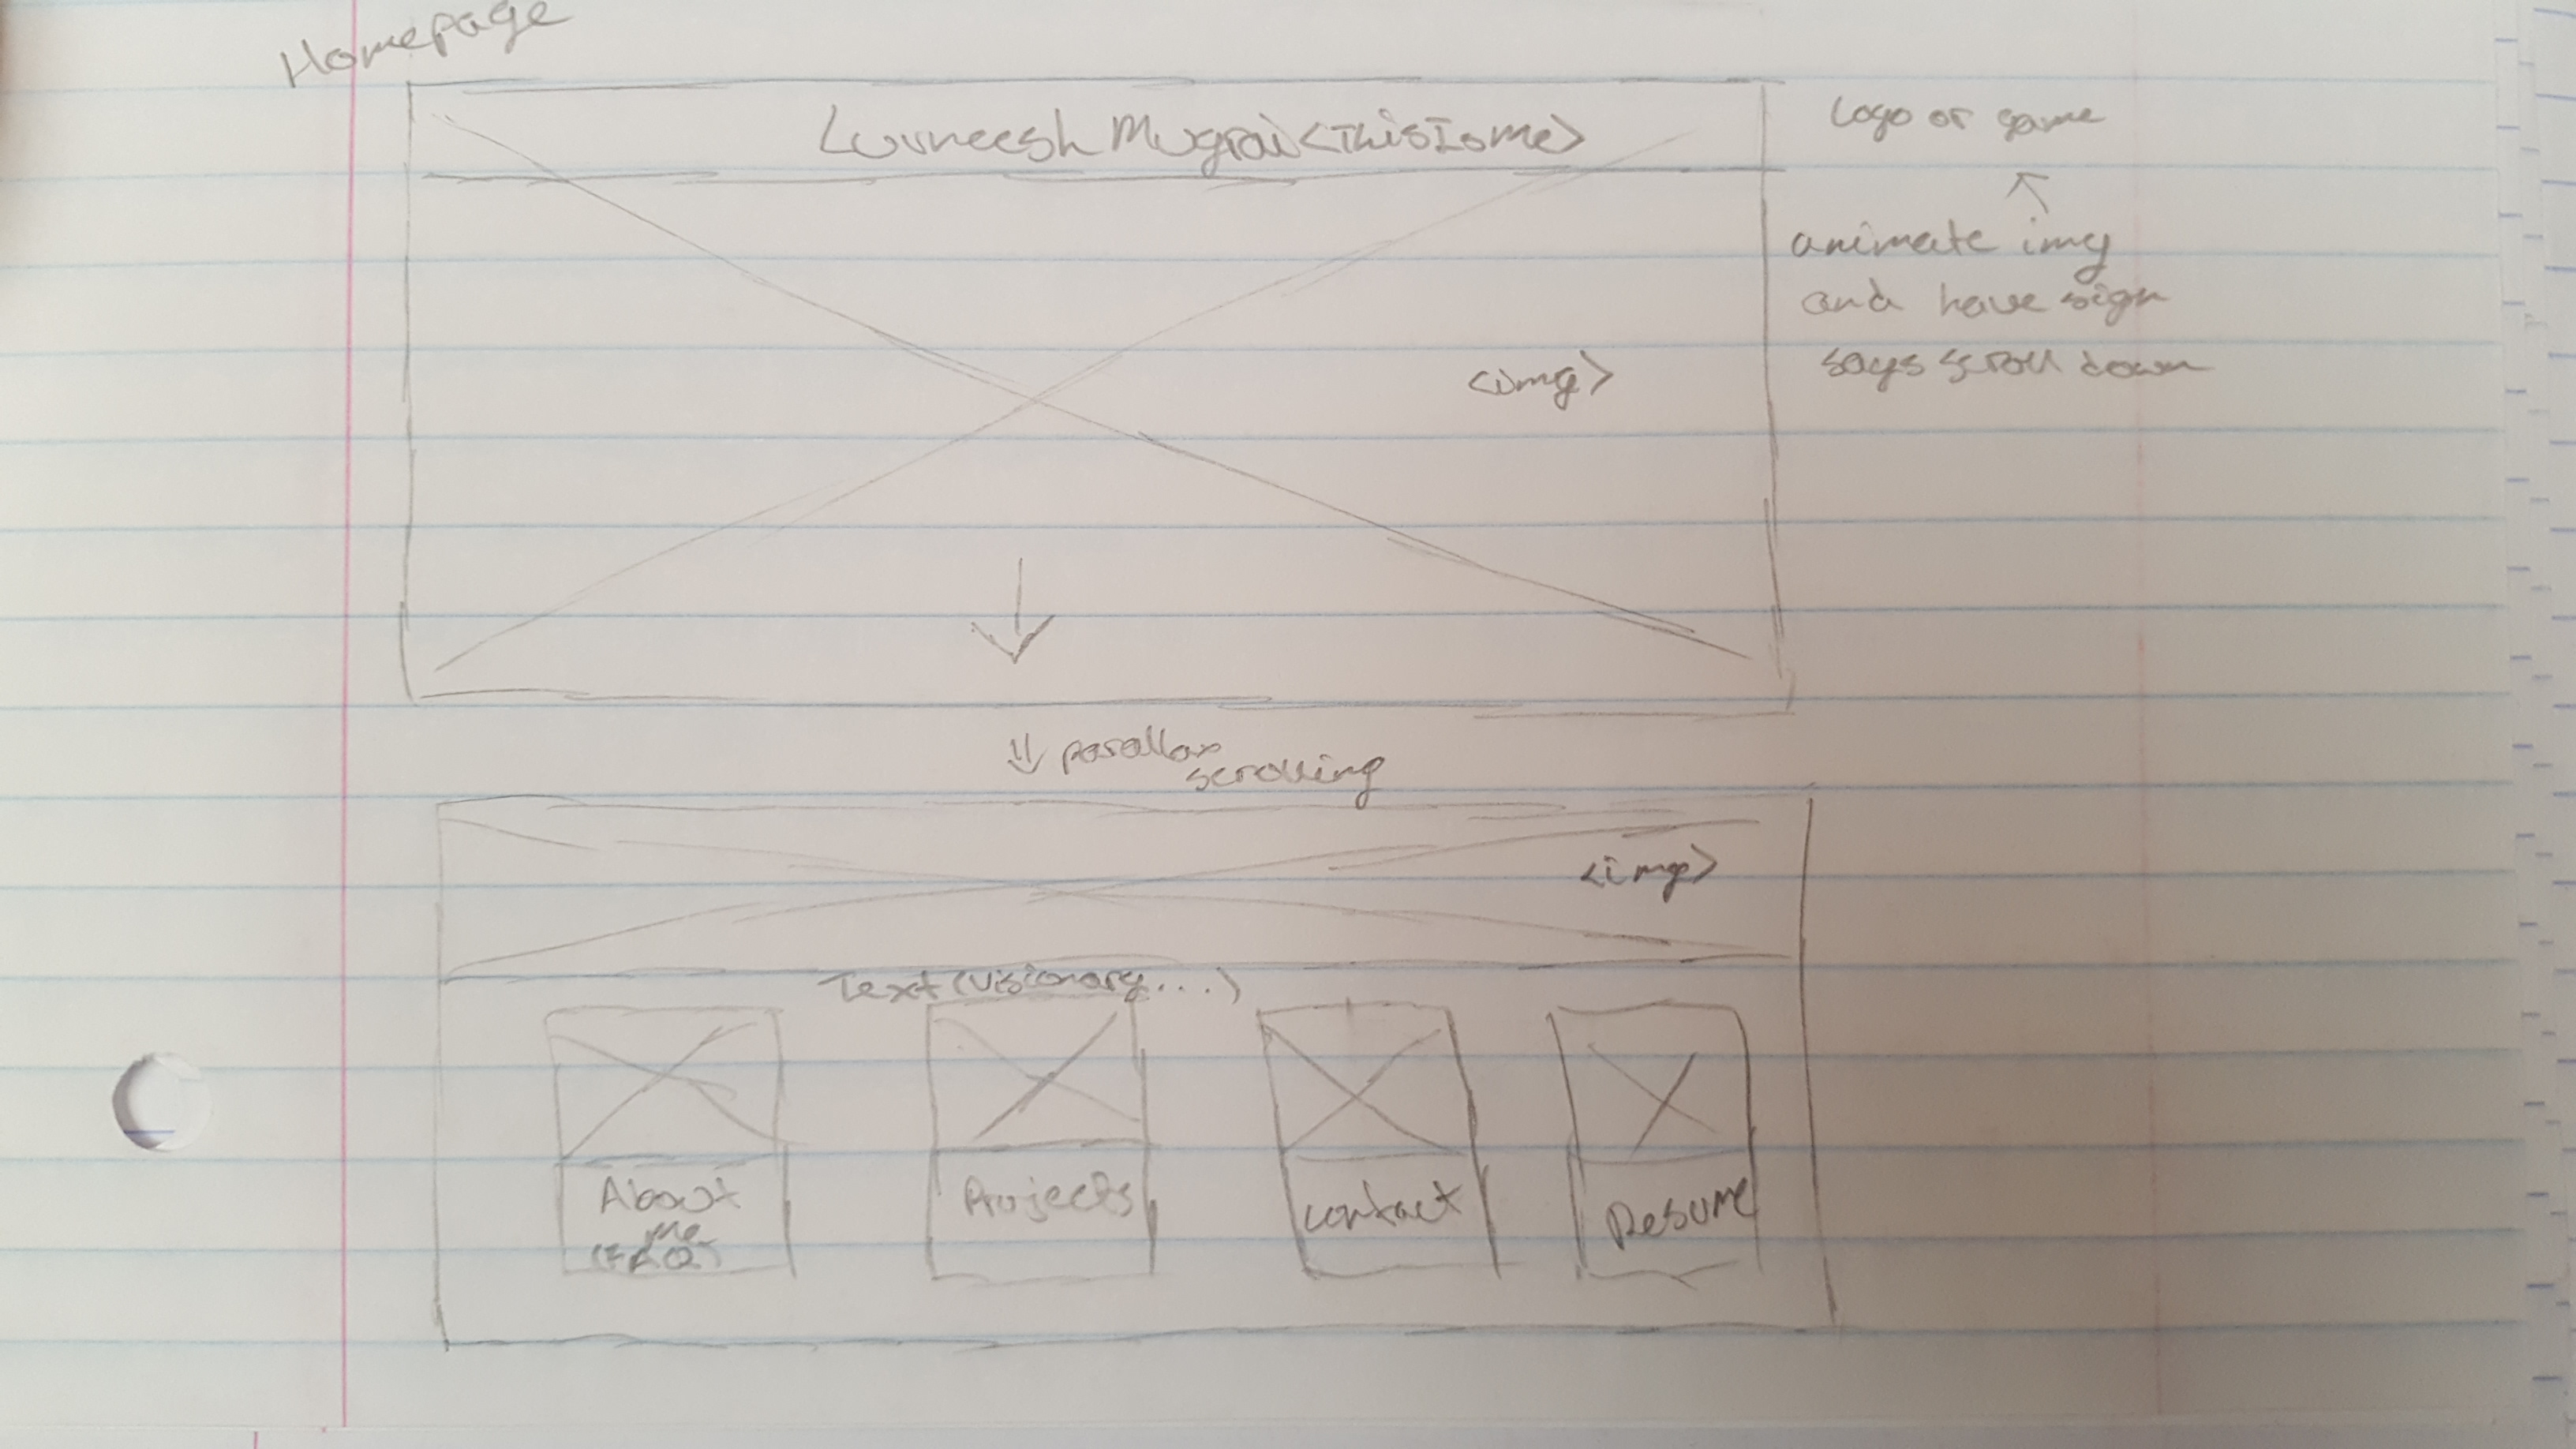 Homepage
Luvneesh Mugrai<ThisIsMe>
Logo or game
animate img
and have sign
says scroll down
<img>
parallax
scrolling
<img>
Text (visionary...)
About
me
(FAQ)
Projects
contact
Resume